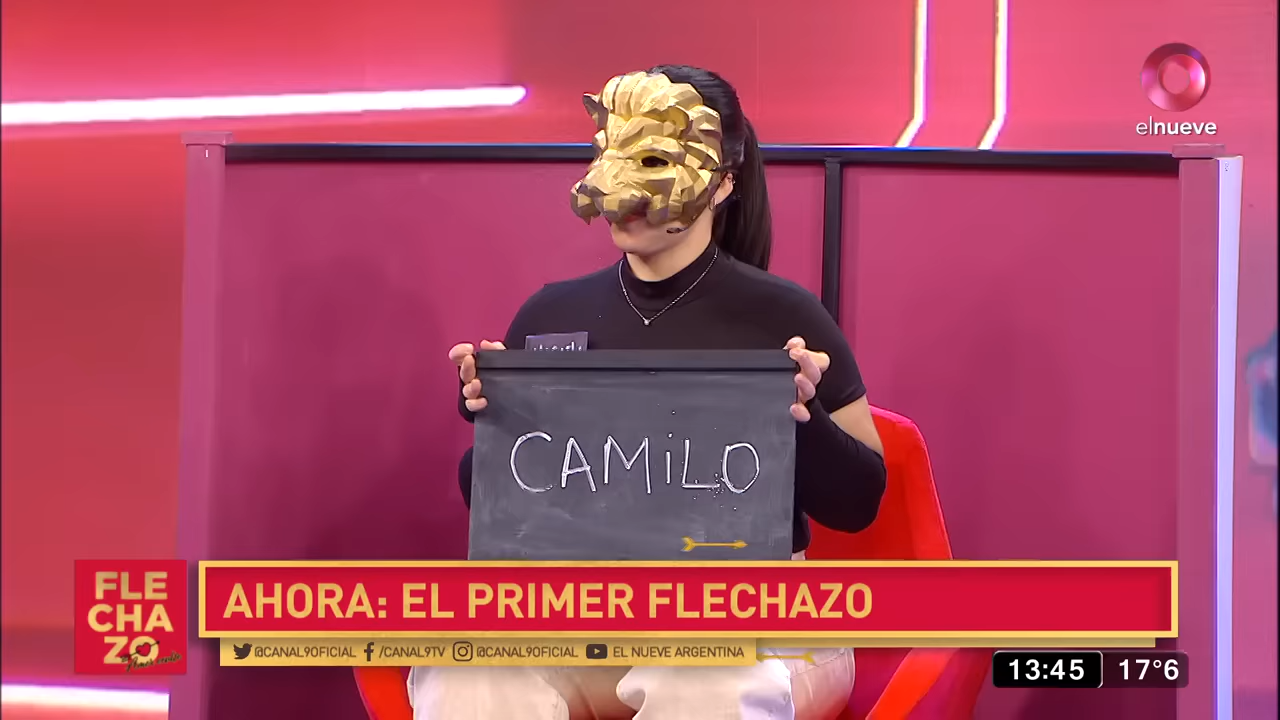 elnueve
CAMiLO
FLE
CHA
ZO
AHORA: EL PRIMER FLECHAZO
@CANAL9OFICIAL /CANAL9TV @CANAL9OFICIAL EL NUEVE ARGENTINA
13:45 17°6